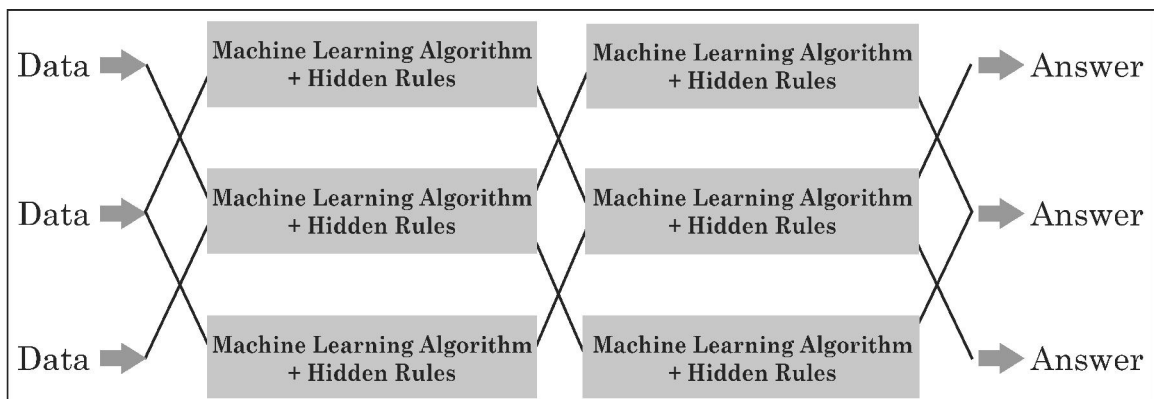 Data
Machine Learning Algorithm
+ Hidden Rules
Machine Learning Algorithm
+ Hidden Rules
Answer
Data
Machine Learning Algorithm
+ Hidden Rules
Machine Learning Algorithm
+ Hidden Rules
Answer
Data
Machine Learning Algorithm
+ Hidden Rules
Machine Learning Algorithm
+ Hidden Rules
Answer